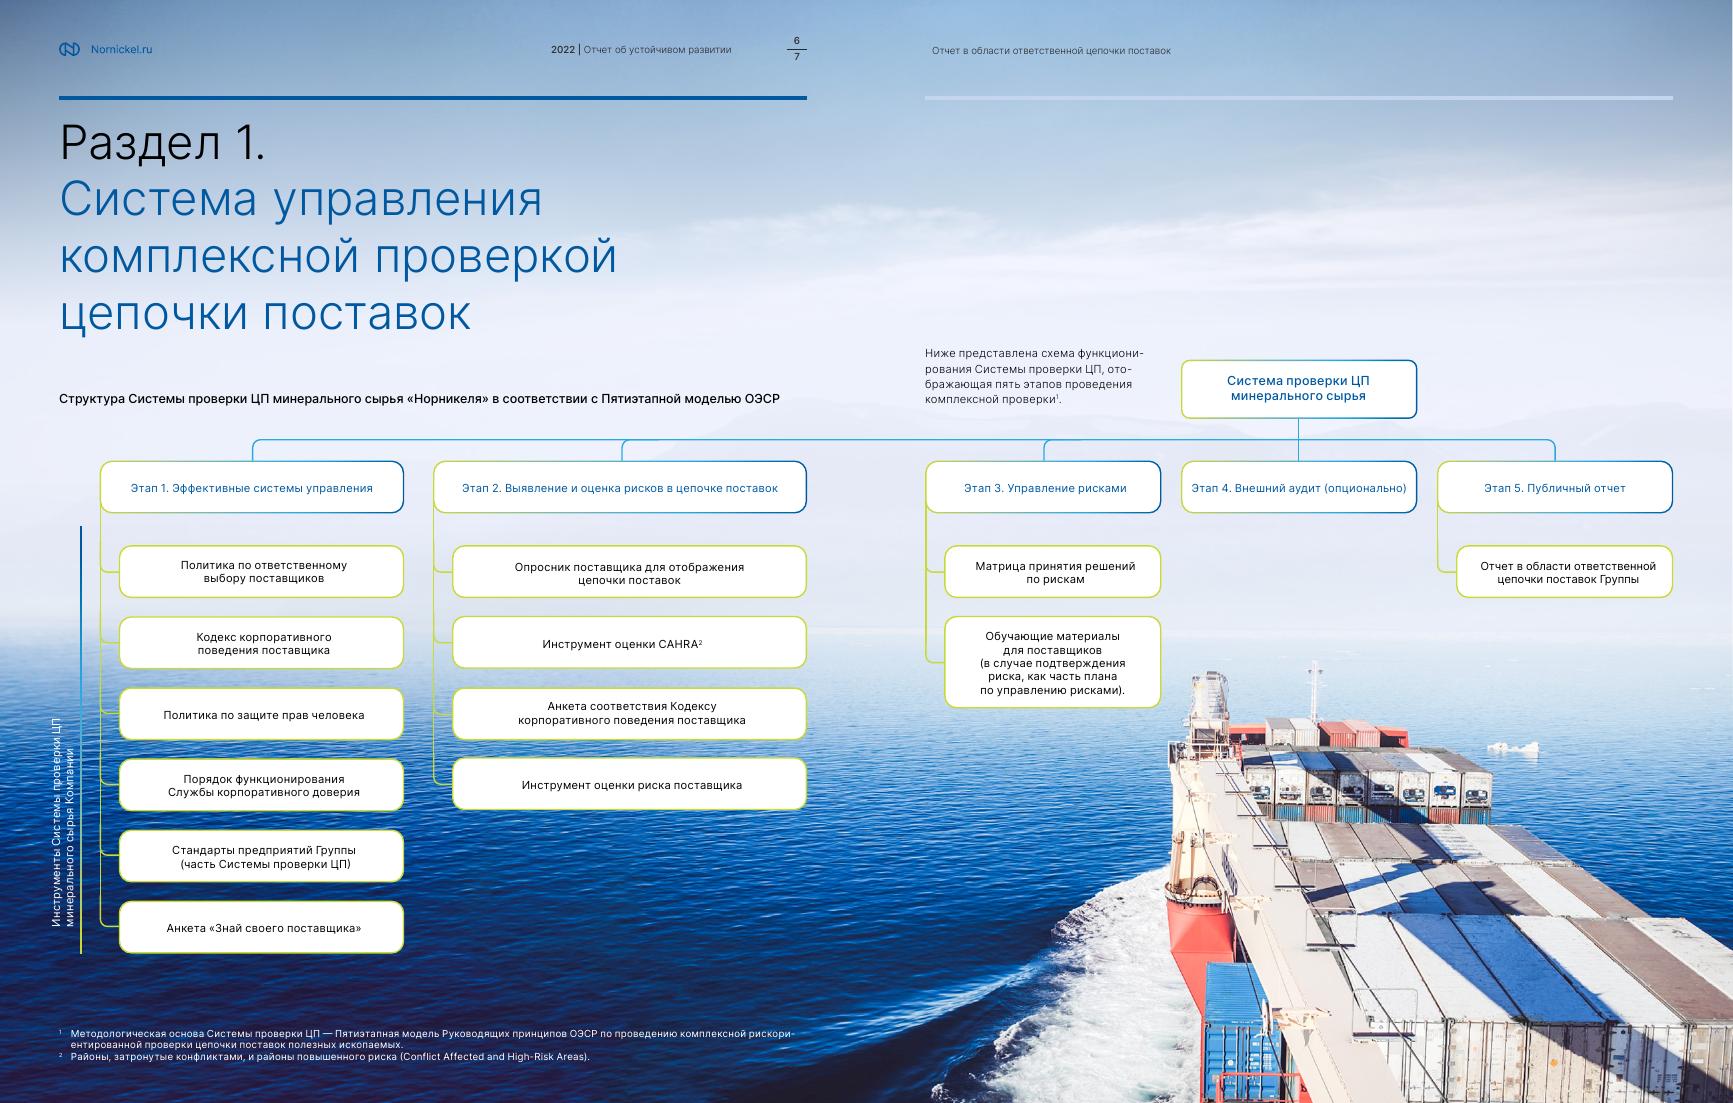 Nornickel.ru
2022 | Отчет об устойчивом развитии
6
7
Отчет в области ответственной цепочки поставок
Раздел 1.
Система управления
комплексной проверкой
цепочки поставок
Структура Системы проверки ЦП минерального сырья «Норникеля» в соответствии с Пятиэтапной моделью ОЭСР
Ниже представлена схема функциони-
рования Системы проверки ЦП, ото-
бражающая пять этапов проведения
комплексной проверки¹.
Система проверки ЦП
минерального сырья
Этап 1. Эффективные системы управления
Политика по ответственному
выбору поставщиков
Кодекс корпоративного
поведения поставщика
Политика по защите прав человека
Порядок функционирования
Службы корпоративного доверия
Стандарты предприятий Группы
(часть Системы проверки ЦП)
Анкета «Знай своего поставщика»
Этап 2. Выявление и оценка рисков в цепочке поставок
Опросник поставщика для отображения
цепочки поставок
Инструмент оценки CAHRA²
Анкета соответствия Кодексу
корпоративного поведения поставщика
Инструмент оценки риска поставщика
Этап 3. Управление рисками
Матрица принятия решений
по рискам
Обучающие материалы
для поставщиков
(в случае подтверждения
риска, как часть плана
по управлению рисками).
Этап 4. Внешний аудит (опционально)
Этап 5. Публичный отчет
Отчет в области ответственной
цепочки поставок Группы
Инструменты Системы проверки ЦП
минерального сырья Компании
¹ Методологическая основа Системы проверки ЦП — Пятиэтапная модель Руководящих принципов ОЭСР по проведению комплексной рискори-
ентированной проверки цепочки поставок полезных ископаемых.
² Районы, затронутые конфликтами, и районы повышенного риска (Conflict Affected and High-Risk Areas).